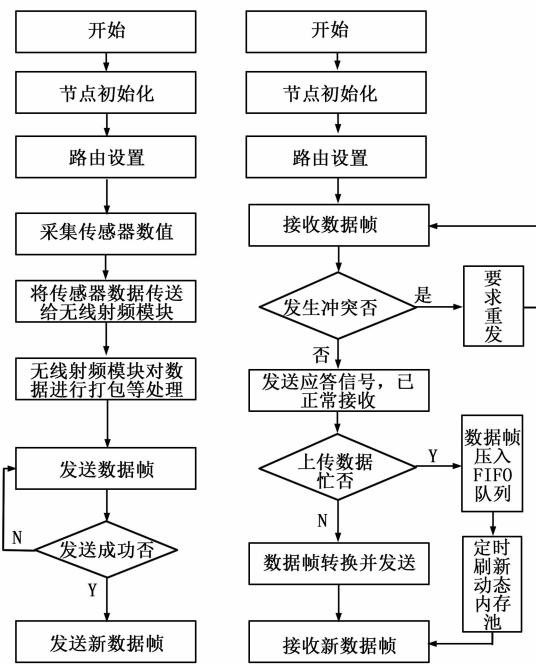 开始
节点初始化
路由设置
采集传感器数值
将传感器数据传送
给无线射频模块
无线射频模块对数
据进行打包等处理
发送数据帧
N
发送成功否
Y
发送新数据帧
开始
节点初始化
路由设置
接收数据帧
发生冲突否
是
要
求
重
发
否
发送应答信号，已
正常接收
上传数据
忙否
Y
数据帧
压入
FIFO
队列
N
数据帧转换并发送
定时
刷新
动态
内存
池
接收新数据帧